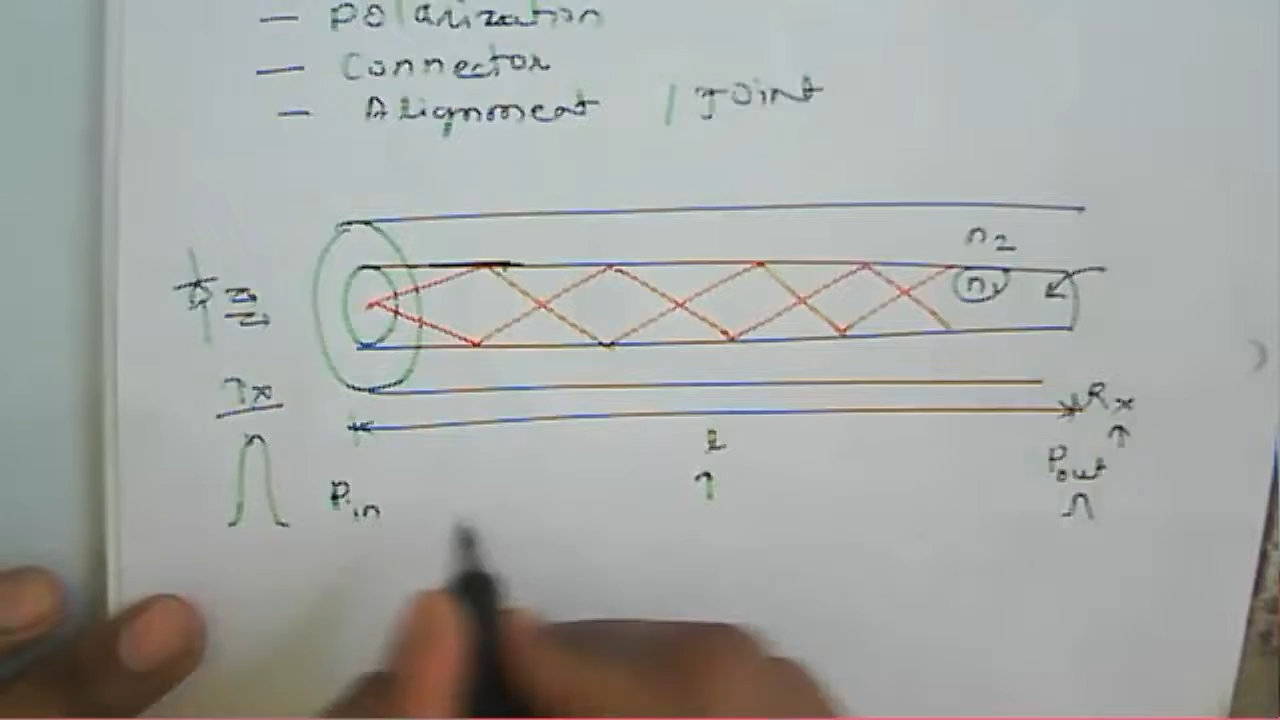 — Polarization
— Connector
— Alignment / Joint
n2
n1
Tx
Rx
Pin
Pout